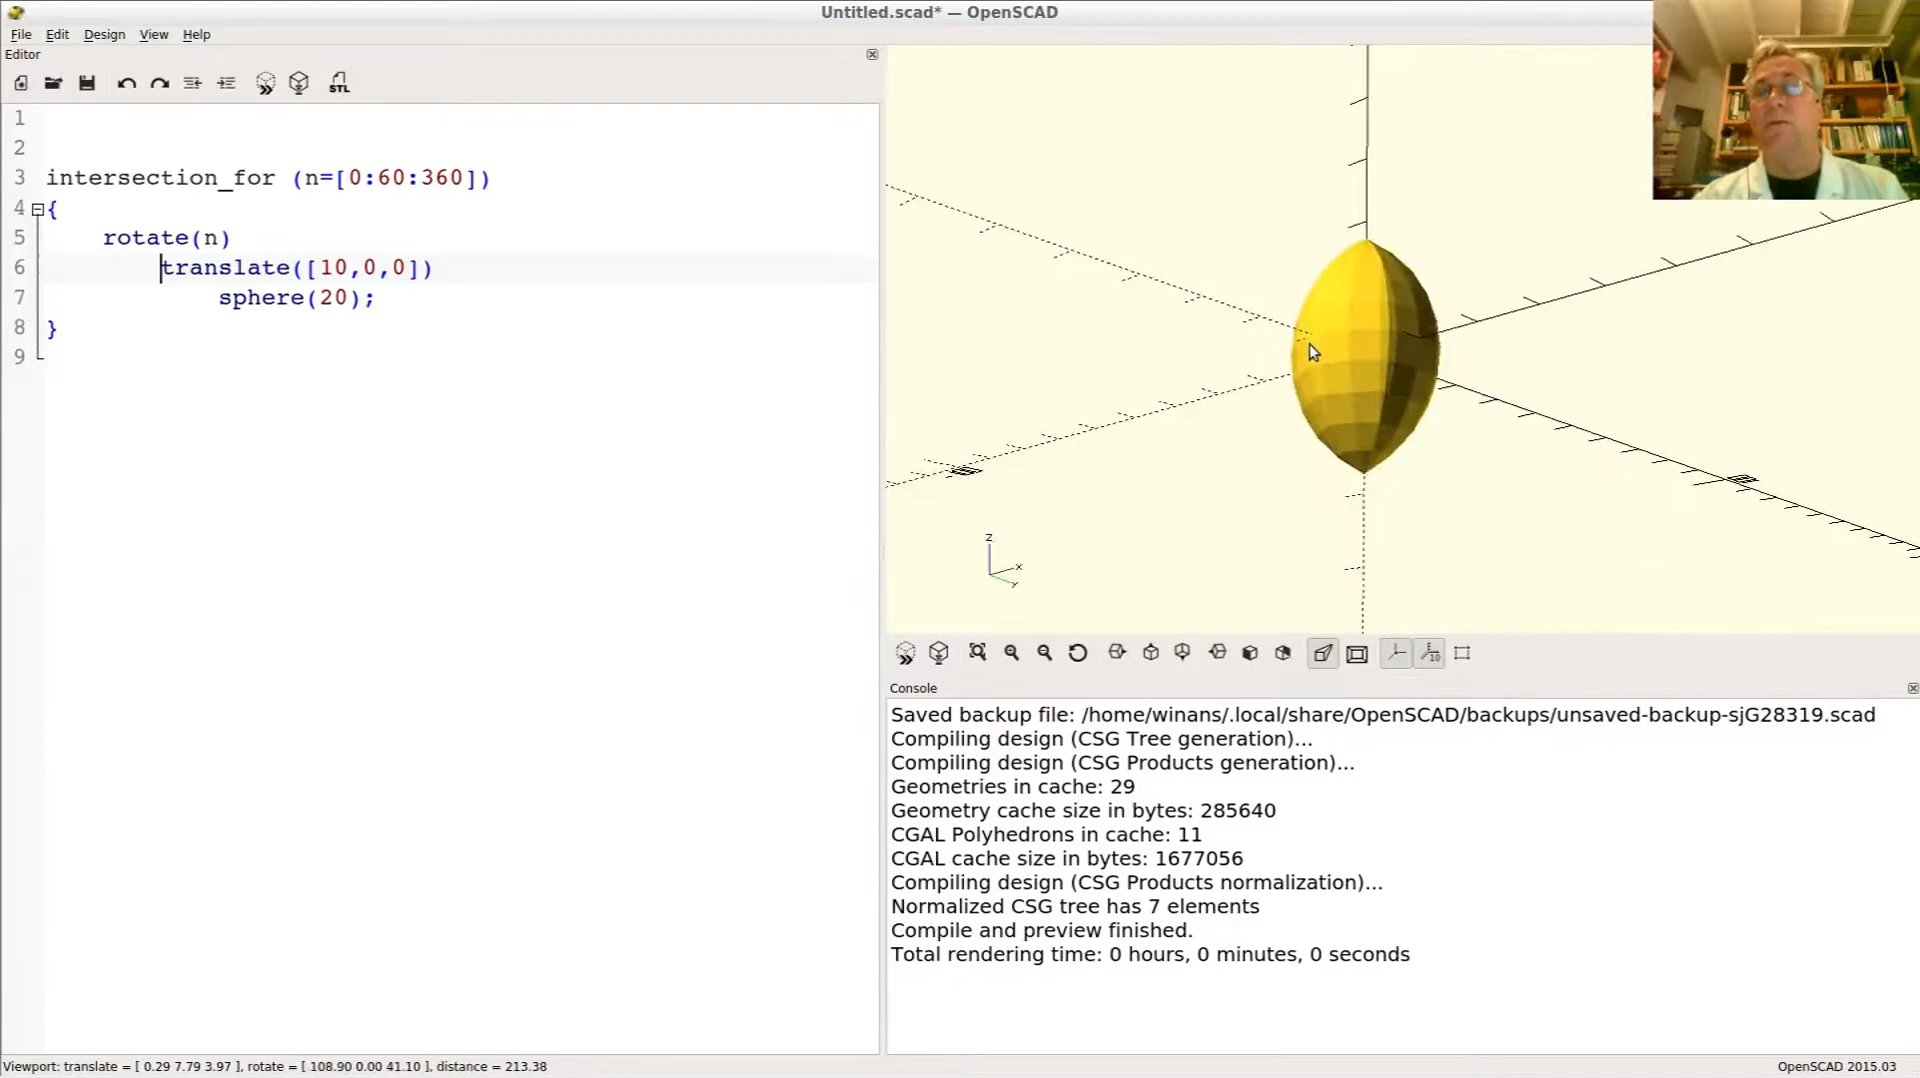 Untitled.scad* — OpenSCAD
File Edit Design View Help
Editor
STL
1
2
3 intersection_for (n=[0:60:360])
4 {
5 rotate(n)
6 translate([10,0,0])
7 sphere(20);
8 }
9
z
x
y
10
Console
Saved backup file: /home/winans/.local/share/OpenSCAD/backups/unsaved-backup-sjG28319.scad
Compiling design (CSG Tree generation)...
Compiling design (CSG Products generation)...
Geometries in cache: 29
Geometry cache size in bytes: 285640
CGAL Polyhedrons in cache: 11
CGAL cache size in bytes: 1677056
Compiling design (CSG Products normalization)...
Normalized CSG tree has 7 elements
Compile and preview finished.
Total rendering time: 0 hours, 0 minutes, 0 seconds
Viewport: translate = [ 0.29 7.79 3.97 ], rotate = [ 108.90 0.00 41.10 ], distance = 213.38
OpenSCAD 2015.03